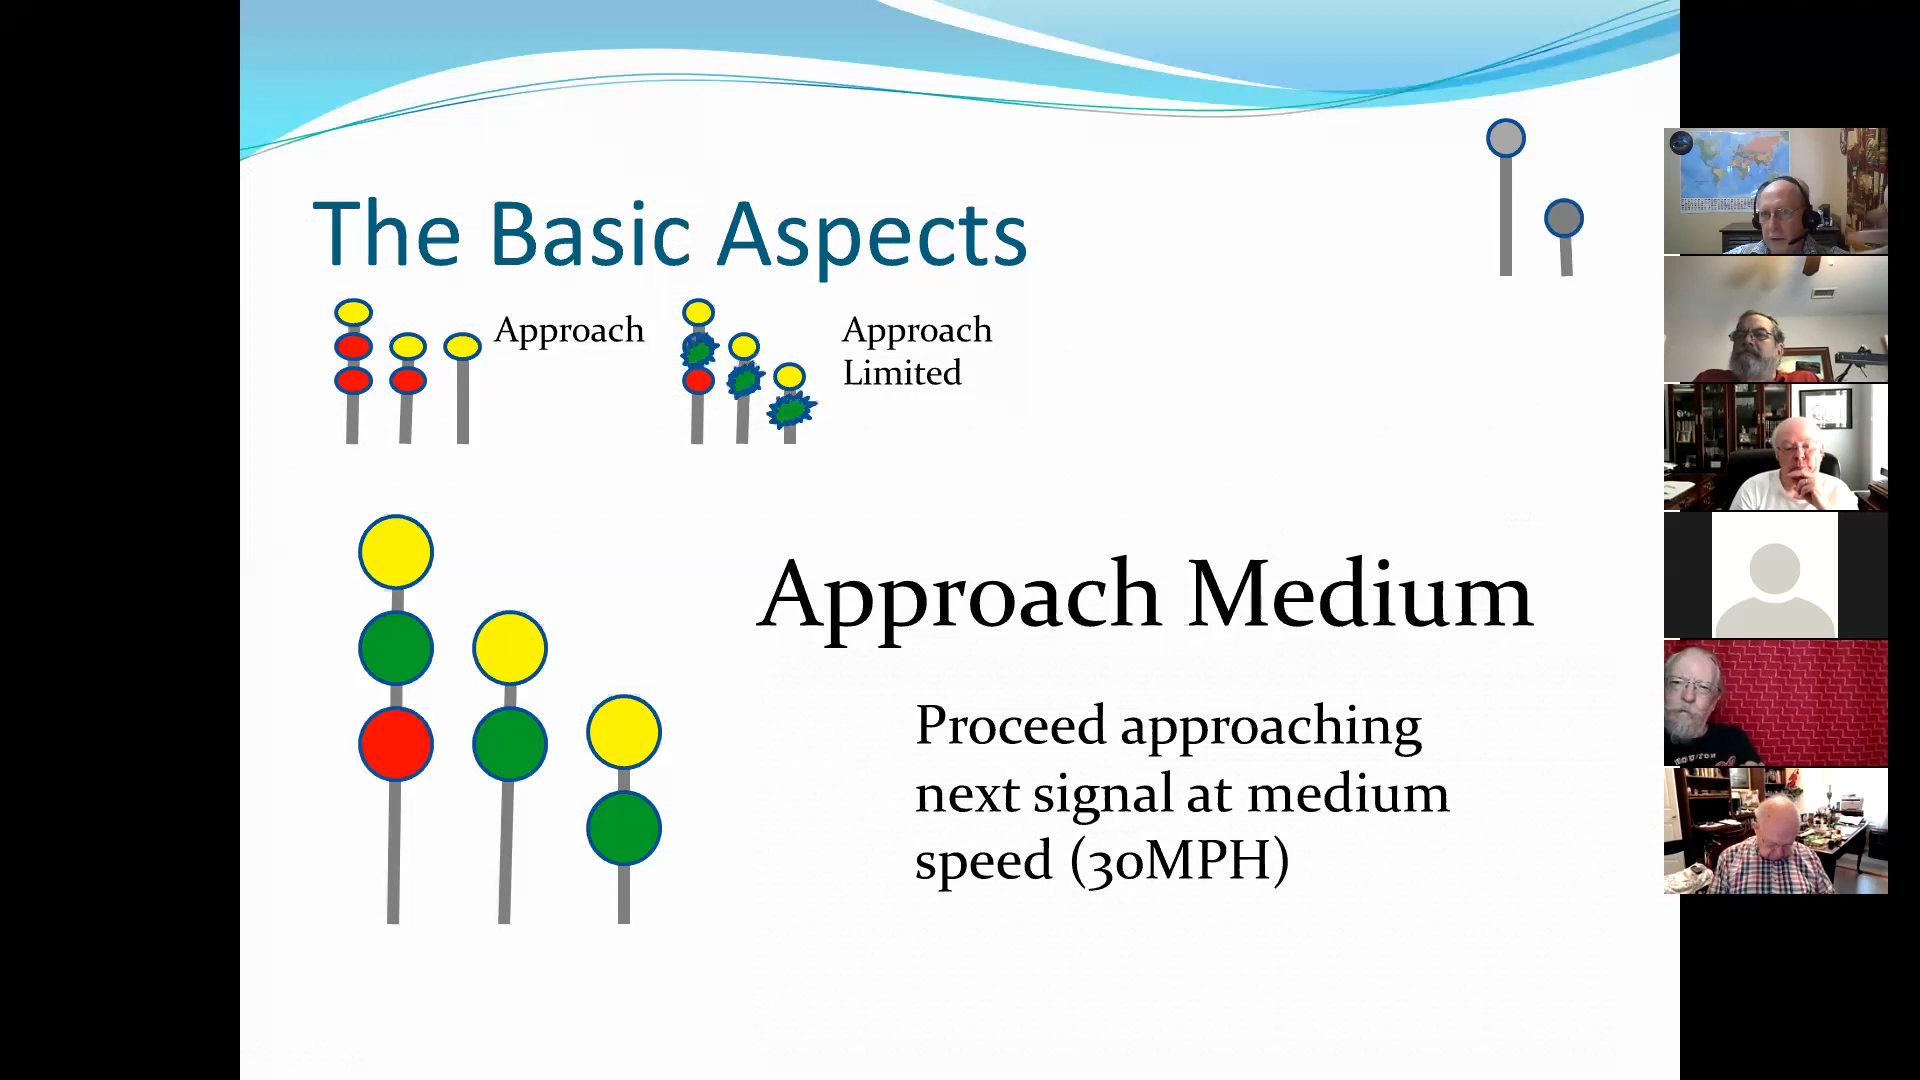 The Basic Aspects
Approach
Approach
Limited
Approach Medium
Proceed approaching
next signal at medium
speed (30MPH)